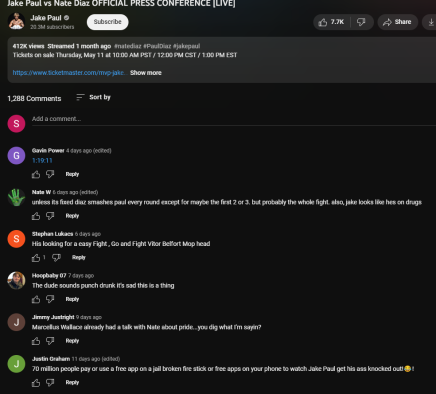 Jake Paul vs Nate Diaz OFFICIAL PRESS CONFERENCE [LIVE]
Jake Paul
20.3M subscribers
Subscribe
7.7K
Share
412K views Streamed 1 month ago #natediaz #PaulDiaz #jakepaul
Tickets on sale Thursday, May 11 at 10:00 AM PST / 12:00 PM CST / 1:00 PM EST
https://www.ticketmaster.com/mvp-jake... Show more
1,288 Comments
Sort by
S
Add a comment...
G
Gavin Power 4 days ago (edited)
1:19:11
Reply
Nate W 6 days ago (edited)
unless its fixed diaz smashes paul every round except for maybe the first 2 or 3. but probably the whole fight. also, jake looks like hes on drugs
Reply
S
Stephan Lukacs 6 days ago
His looking for a easy Fight , Go and Fight Vitor Belfort Mop head
1
Reply
Hoopbaby 07 7 days ago
The dude sounds punch drunk it's sad this is a thing
Reply
J
Jimmy Justright 9 days ago
Marcellus Wallace already had a talk with Nate about pride...you dig what I'm sayin?
Reply
J
Justin Graham 11 days ago (edited)
70 million people pay or use a free app on a jail broken fire stick or free apps on your phone to watch Jake Paul get his ass knocked out!😂 !
Reply